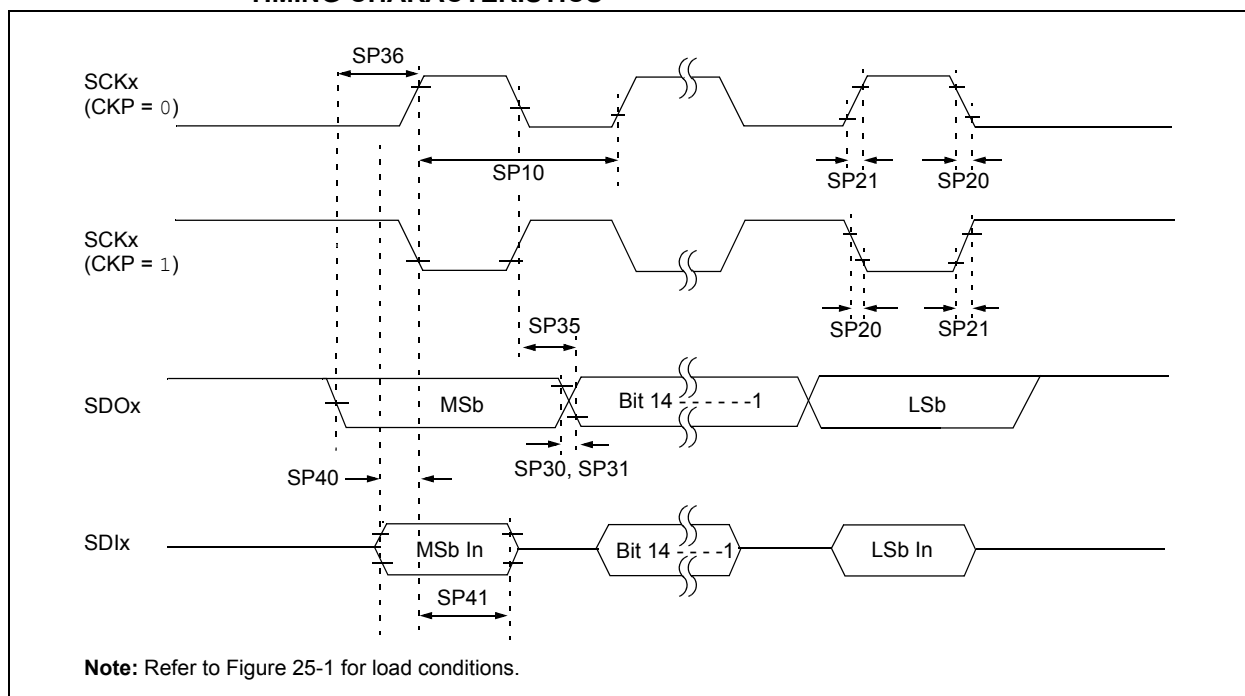 TIMING CHARACTERISTICS
SP36
SCKx
(CKP = 0)
SP10
SP21
SP20
SCKx
(CKP = 1)
SP35
SP20
SP21
SDOx
MSb
Bit 14 - - - - - -1
LSb
SP40
SP30, SP31
SDIx
MSb In
Bit 14 - - - - -1
LSb In
SP41
Note: Refer to Figure 25-1 for load conditions.